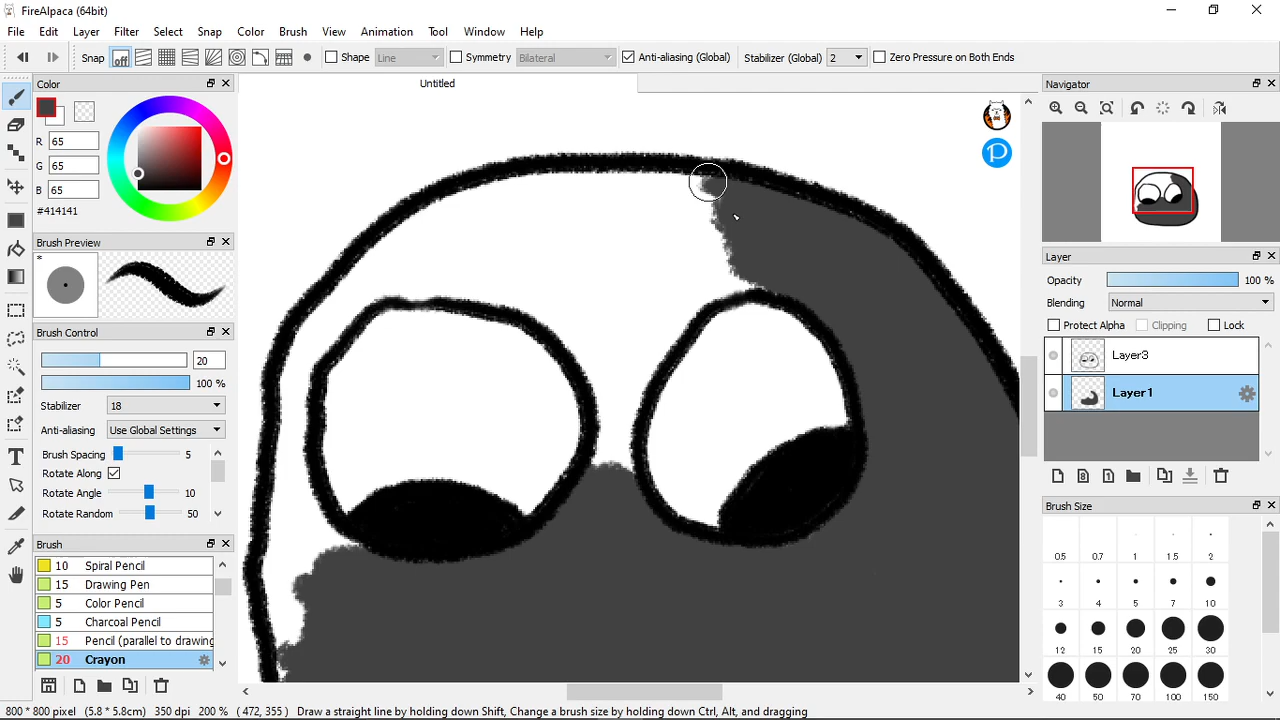 FireAlpaca (64bit)
File Edit Layer Filter Select Snap Color Brush View Animation Tool Window Help
Snap off Shape Line Symmetry Bilateral Anti-aliasing (Global) Stabilizer (Global) 2 Zero Pressure on Both Ends
Color
R 65
G 65
B 65
#414141
Brush Preview
*
Brush Control
20
100 %
Stabilizer 18
Anti-aliasing Use Global Settings
Brush Spacing 5
Rotate Along
Rotate Angle 10
Rotate Random 50
Brush
10 Spiral Pencil
15 Drawing Pen
5 Color Pencil
5 Charcoal Pencil
15 Pencil (parallel to drawing
20 Crayon
Untitled
P
Navigator
Layer
Opacity 100 %
Blending Normal
Protect Alpha Clipping Lock
Layer3
Layer1
8 1
Brush Size
0.5 0.7 1 1.5 2
3 4 5 7 10
12 15 20 25 30
40 50 70 100 150
800 * 800 pixel (5.8 * 5.8cm) 350 dpi 200 % ( 472, 355 ) Draw a straight line by holding down Shift, Change a brush size by holding down Ctrl, Alt, and dragging